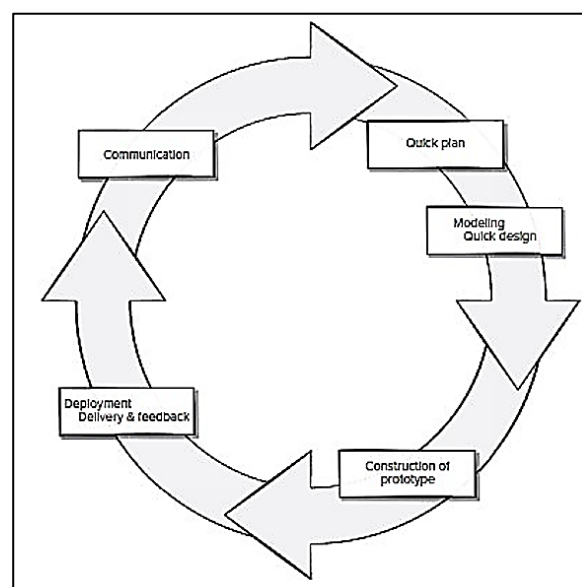 Communication
Quick plan
Modeling
Quick design
Construction of
prototype
Deployment
Delivery & feedback